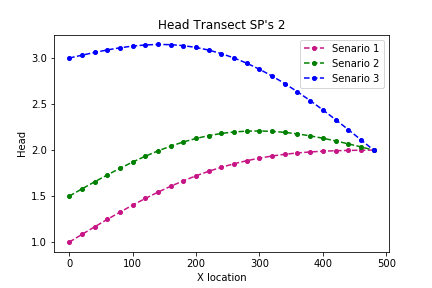 Head Transect SP's 2
Senario 1
Senario 2
Senario 3
Head
3.0
2.5
2.0
1.5
1.0
0
100
200
300
400
500
X location